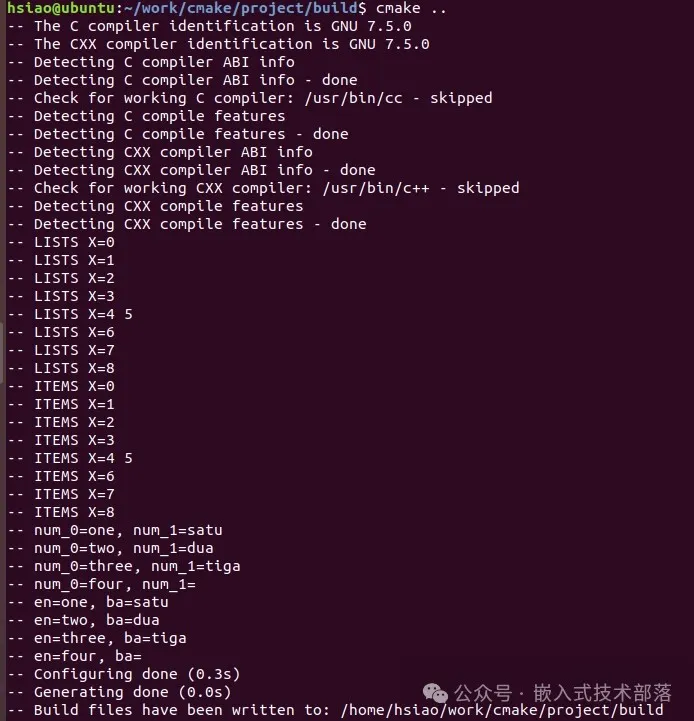 hsiao@ubuntu:~/work/cmake/project/build$ cmake ..
-- The C compiler identification is GNU 7.5.0
-- The CXX compiler identification is GNU 7.5.0
-- Detecting C compiler ABI info
-- Detecting C compiler ABI info - done
-- Check for working C compiler: /usr/bin/cc - skipped
-- Detecting C compile features
-- Detecting C compile features - done
-- Detecting CXX compiler ABI info
-- Detecting CXX compiler ABI info - done
-- Check for working CXX compiler: /usr/bin/c++ - skipped
-- Detecting CXX compile features
-- Detecting CXX compile features - done
-- LISTS X=0
-- LISTS X=1
-- LISTS X=2
-- LISTS X=3
-- LISTS X=4 5
-- LISTS X=6
-- LISTS X=7
-- LISTS X=8
-- ITEMS X=0
-- ITEMS X=1
-- ITEMS X=2
-- ITEMS X=3
-- ITEMS X=4 5
-- ITEMS X=6
-- ITEMS X=7
-- ITEMS X=8
-- num_0=one, num_1=satu
-- num_0=two, num_1=dua
-- num_0=three, num_1=tiga
-- num_0=four, num_1=
-- en=one, ba=satu
-- en=two, ba=dua
-- en=three, ba=tiga
-- en=four, ba=
-- Configuring done (0.3s)
-- Generating done (0.0s)
公众号 · 嵌入式技术部落
-- Build files have been written to: /home/hsiao/work/cmake/project/build